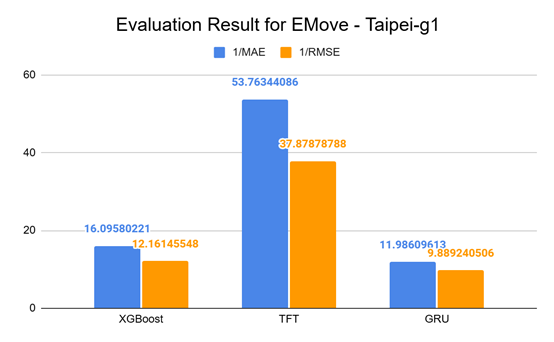 Evaluation Result for EMove - Taipei-g1
1/MAE
1/RMSE
60
40
20
0
16.09580221
12.16145548
53.76344086
37.87878788
11.98609613
9.889240506
XGBoost
TFT
GRU